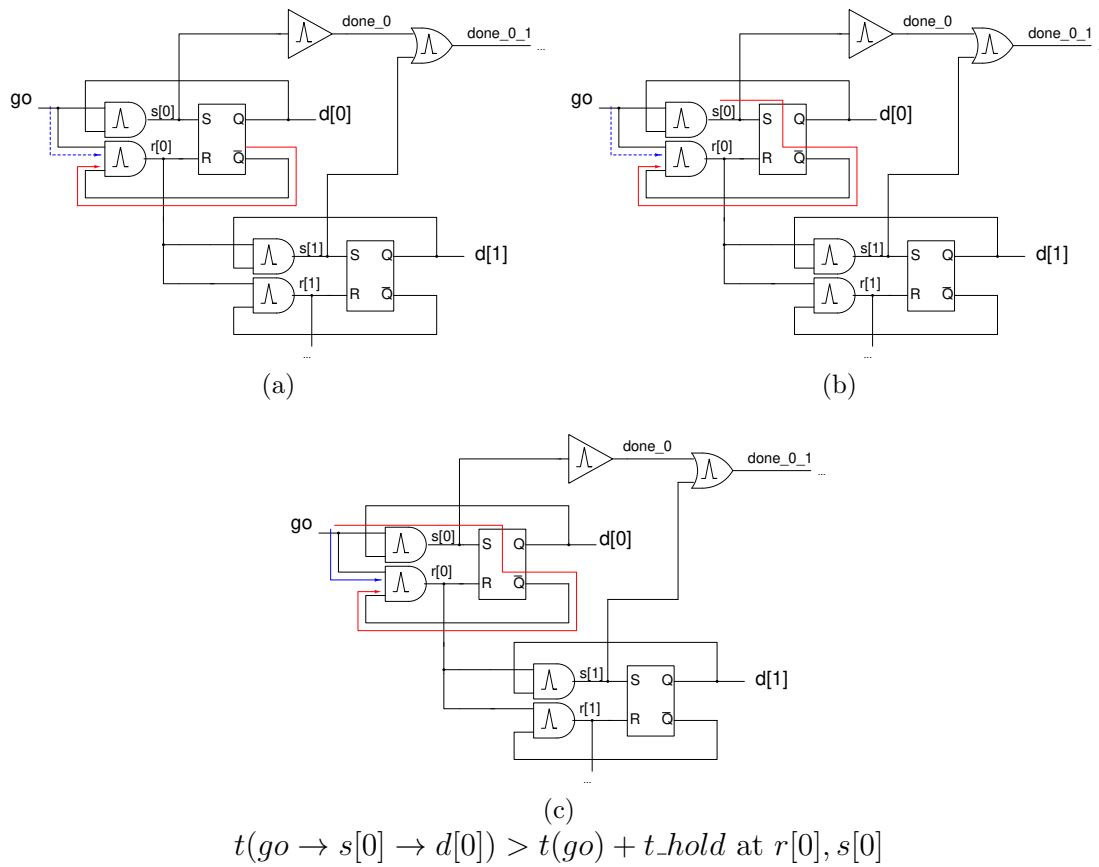 done_0
done_0_1
...
go
s[0]
S
Q
d[0]
r[0]
R
Q̅
s[1]
S
Q
d[1]
r[1]
R
Q̅
...
(a)
done_0
done_0_1
go
s[0]
S
Q
d[0]
r[0]
R
Q̅
s[1]
S
Q
d[1]
r[1]
R
Q̅
...
(b)
done_0
done_0_1
...
go
s[0]
S
Q
d[0]
r[0]
R
Q̅
s[1]
S
Q
d[1]
r[1]
R
Q̅
...
(c)
t(go → s[0] → d[0]) > t(go) + t_hold at r[0], s[0]